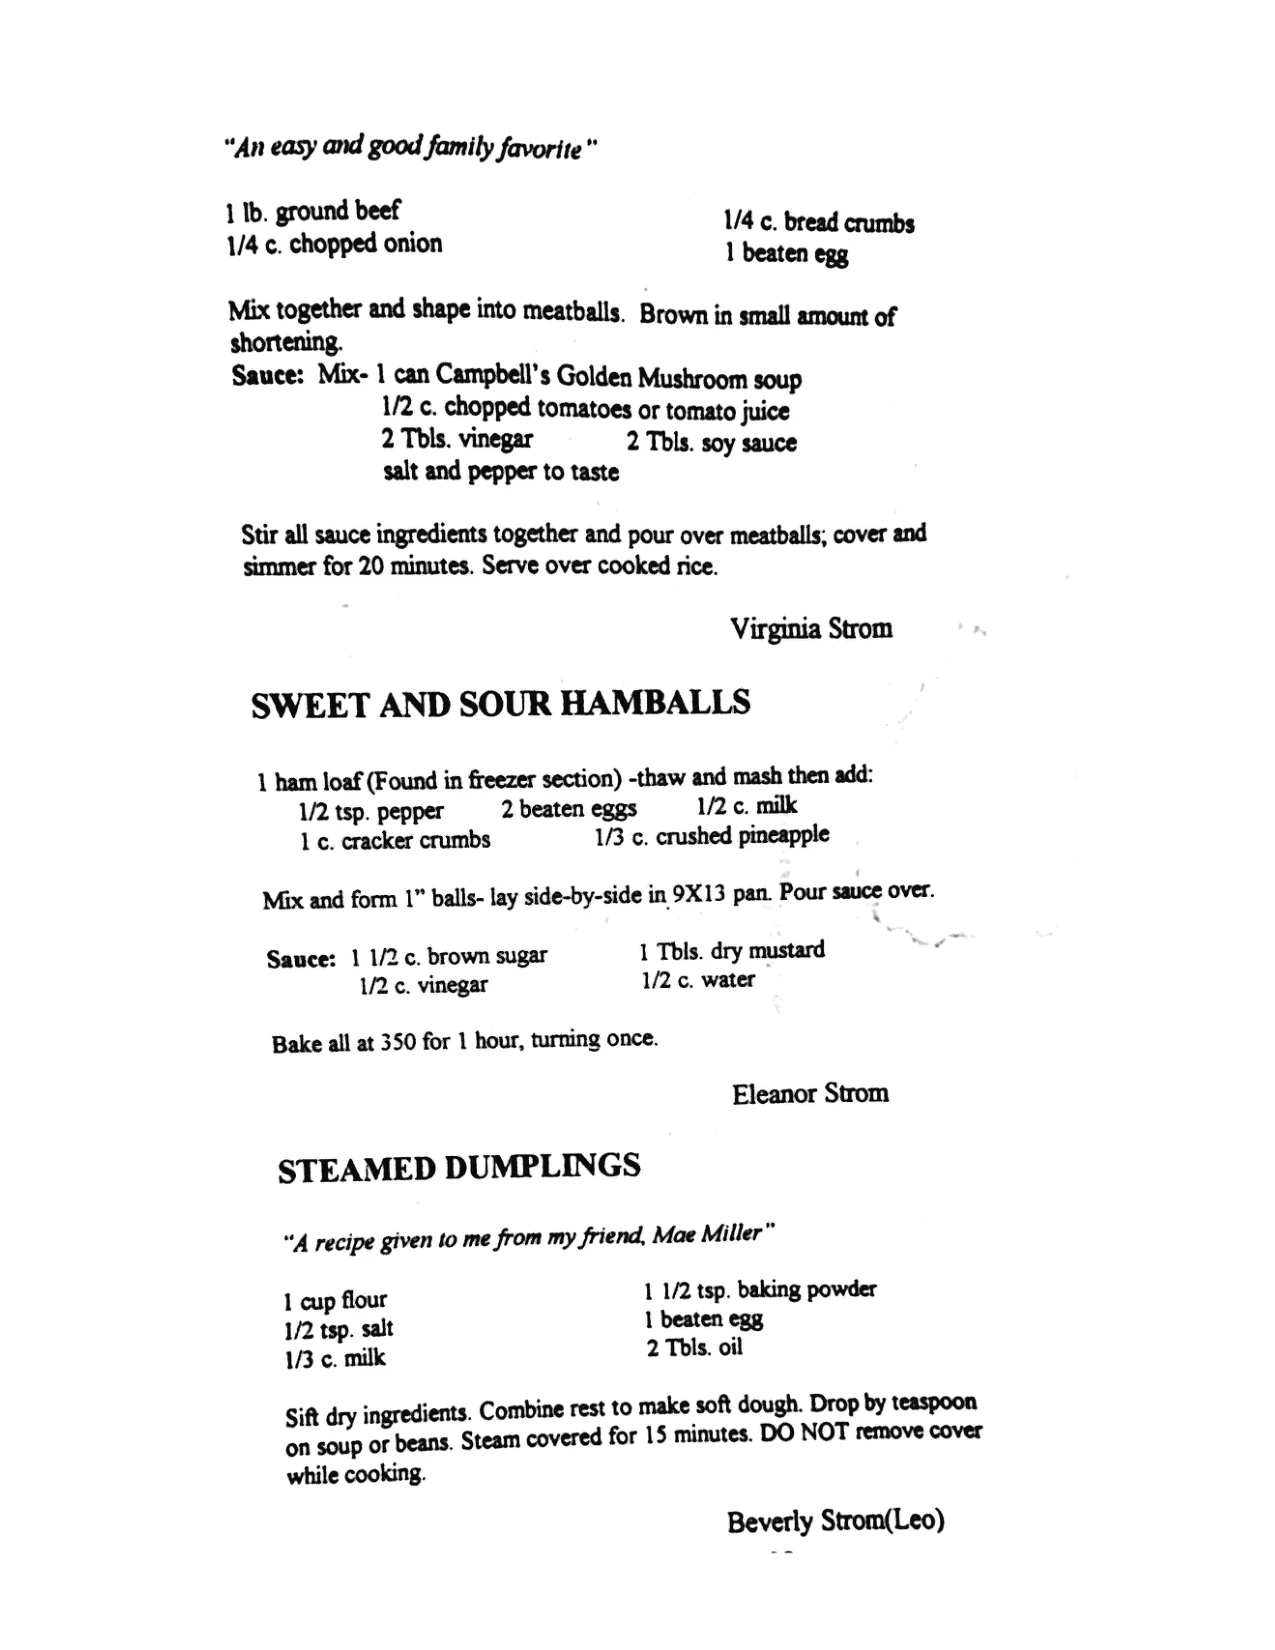 "An easy and good family favorite"
1 lb. ground beef 1/4 c. bread crumbs
1/4 c. chopped onion 1 beaten egg
Mix together and shape into meatballs. Brown in small amount of
shortening.
Sauce: Mix- 1 can Campbell's Golden Mushroom soup
1/2 c. chopped tomatoes or tomato juice
2 Tbls. vinegar 2 Tbls. soy sauce
salt and pepper to taste
Stir all sauce ingredients together and pour over meatballs; cover and
simmer for 20 minutes. Serve over cooked rice.
Virginia Strom
SWEET AND SOUR HAMBALLS
1 ham loaf (Found in freezer section) -thaw and mash then add:
1/2 tsp. pepper 2 beaten eggs 1/2 c. milk
1 c. cracker crumbs 1/3 c. crushed pineapple
Mix and form 1" balls- lay side-by-side in 9X13 pan. Pour sauce over.
Sauce: 1 1/2 c. brown sugar 1 Tbls. dry mustard
1/2 c. vinegar 1/2 c. water
Bake all at 350 for 1 hour, turning once.
Eleanor Strom
STEAMED DUMPLINGS
"A recipe given to me from my friend, Mae Miller"
1 cup flour 1 1/2 tsp. baking powder
1/2 tsp. salt 1 beaten egg
1/3 c. milk 2 Tbls. oil
Sift dry ingredients. Combine rest to make soft dough. Drop by teaspoon
on soup or beans. Steam covered for 15 minutes. DO NOT remove cover
while cooking.
Beverly Strom(Leo)